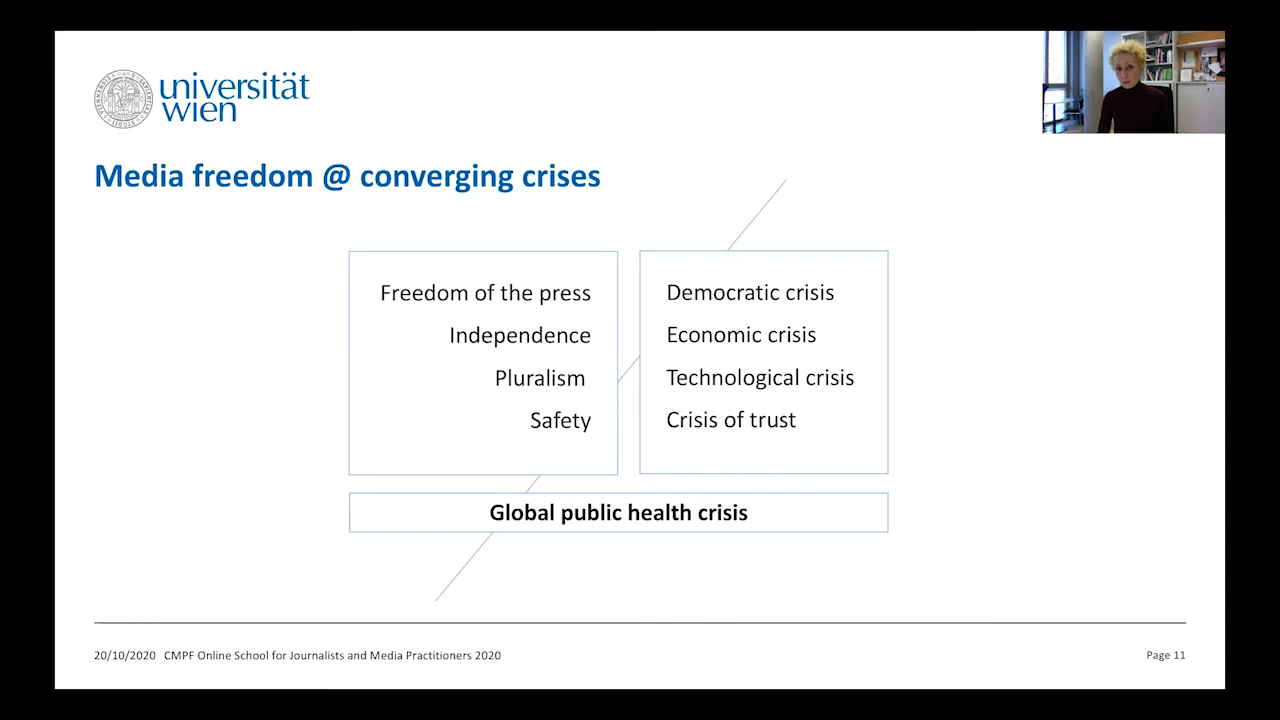 universität
wien
Media freedom @ converging crises
Freedom of the press
Independence
Pluralism
Safety
Democratic crisis
Economic crisis
Technological crisis
Crisis of trust
Global public health crisis
20/10/2020 CMPF Online School for Journalists and Media Practitioners 2020
Page 11